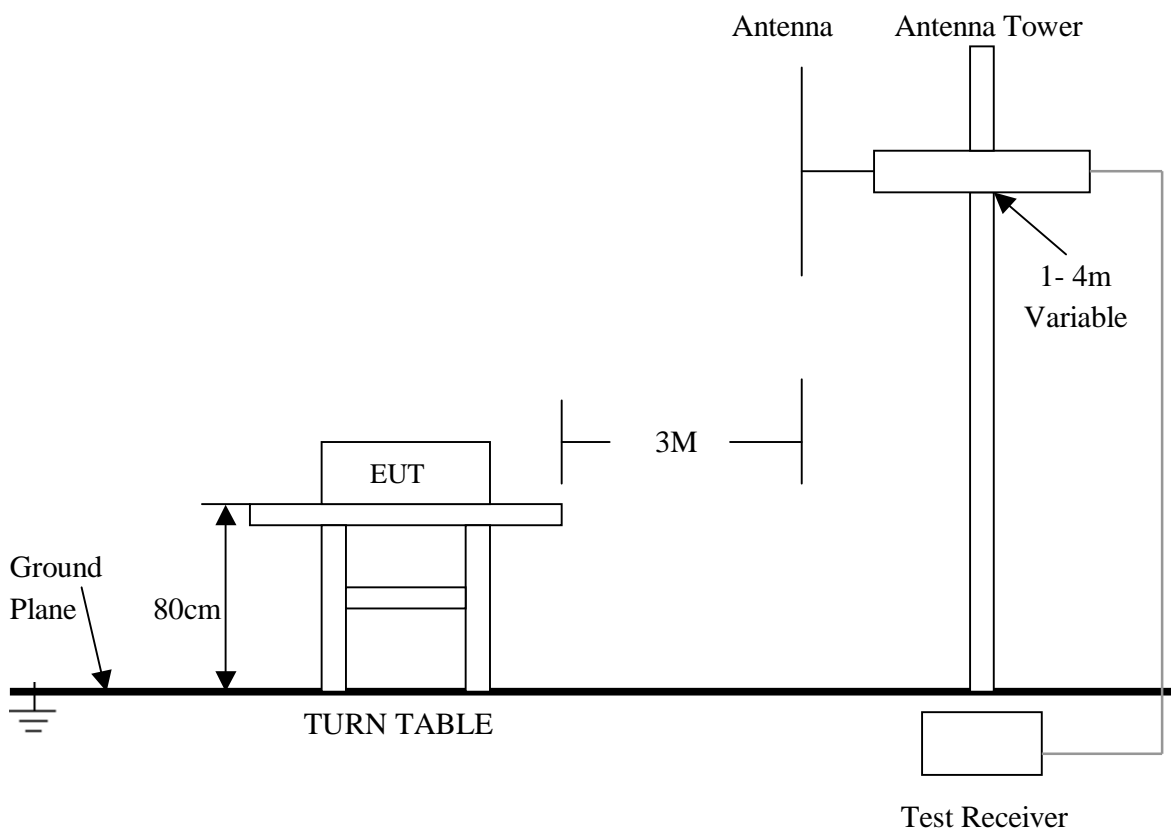 Antenna
Antenna Tower
1- 4m
Variable
3M
EUT
Ground
Plane
80cm
TURN TABLE
Test Receiver